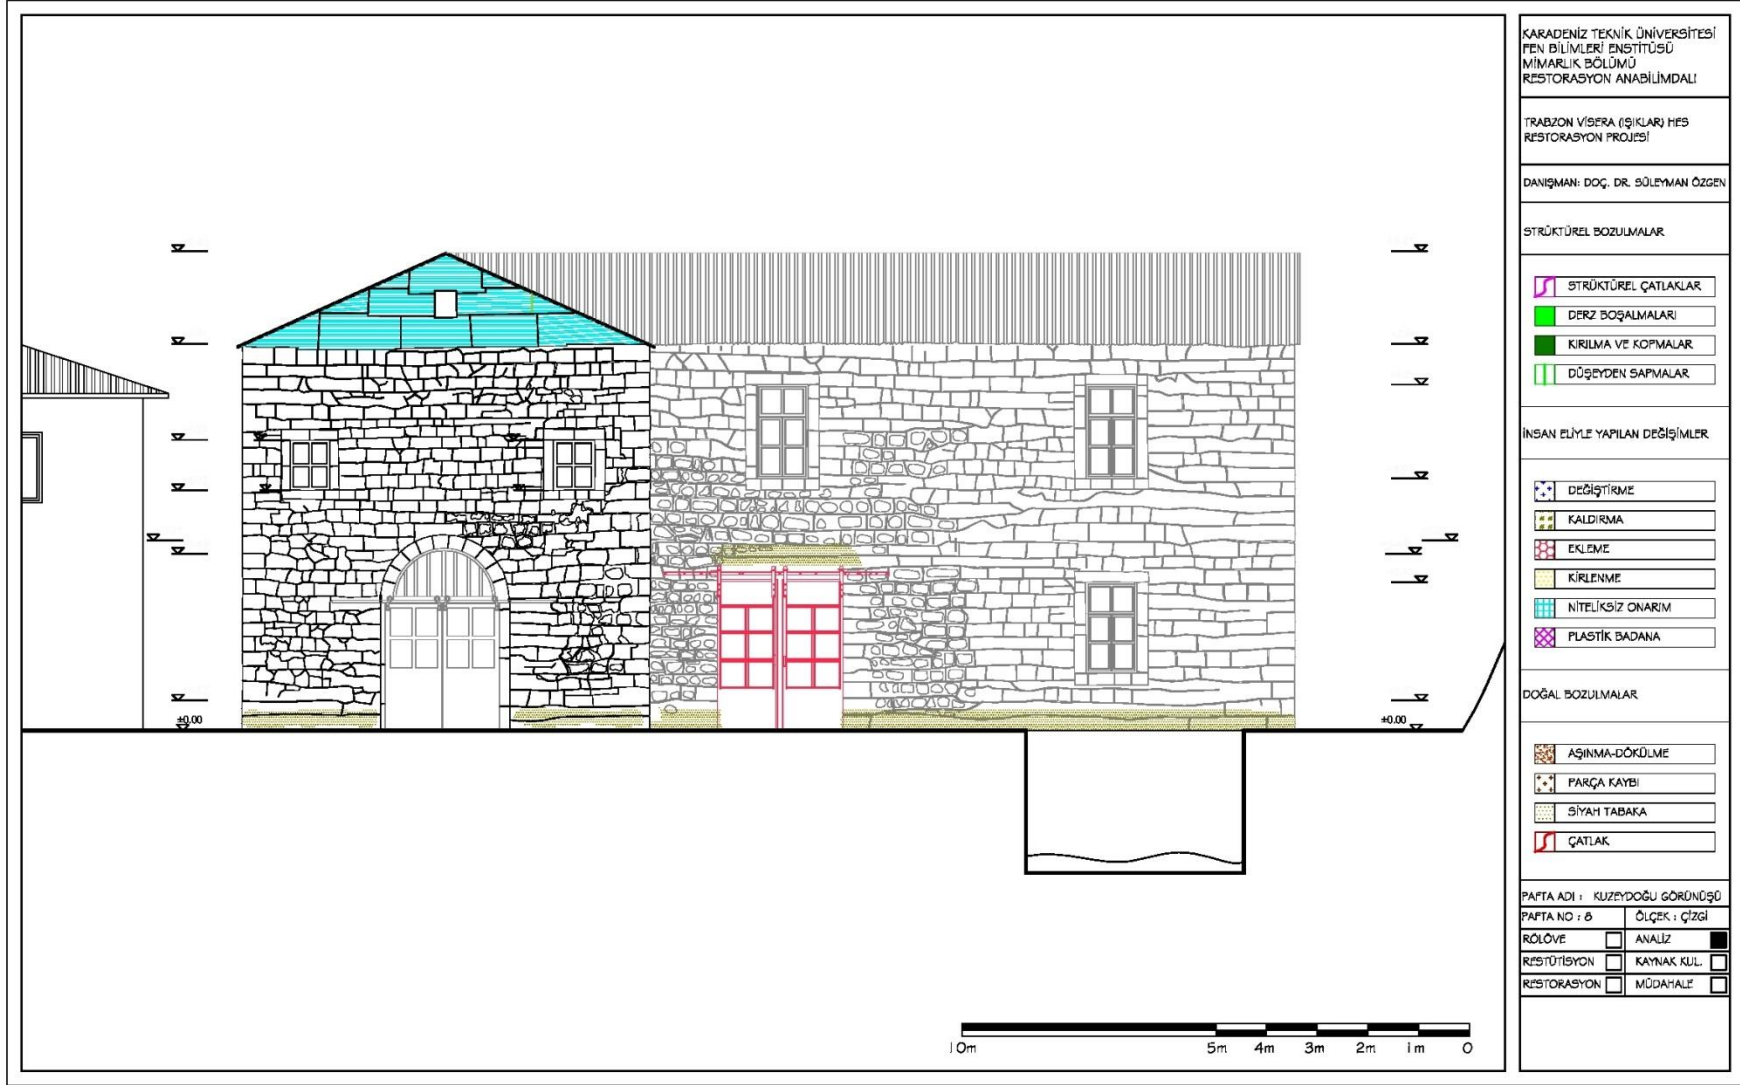 KARADENİZ TEKNİK ÜNİVERSİTESİ
FEN BİLİMLERİ ENSTİTÜSÜ
MİMARLIK BÖLÜMÜ
RESTORASYON ANABİLİMDALI
TRABZON VİSERA (IŞIKLAR) HES
RESTORASYON PROJESİ
DANIŞMAN: DOÇ. DR. SÜLEYMAN ÖZGEN
STRÜKTÜREL BOZULMALAR
STRÜKTÜREL ÇATLAKLAR
DERZ BOŞALMALARI
KIRILMA VE KOPMALAR
DÜŞEYDEN SAPMALAR
İNSAN ELİYLE YAPILAN DEĞİŞİMLER
DEĞİŞTİRME
KALDIRMA
EKLEME
KİRLENME
NİTELİKSİZ ONARIM
PLASTİK BADANA
DOĞAL BOZULMALAR
AŞINMA-DÖKÜLME
PARÇA KAYBI
SİYAH TABAKA
ÇATLAK
PAFTA ADI : KUZEYDOĞU GÖRÜNÜŞÜ
PAFTA NO : 8 ÖLÇEK : ÇİZGİ
RÖLÖVE ANALİZ
RESTÜTİSYON KAYNAK KUL.
RESTORASYON MÜDAHALE
±0.00
±0.00
10m 5m 4m 3m 2m 1m 0